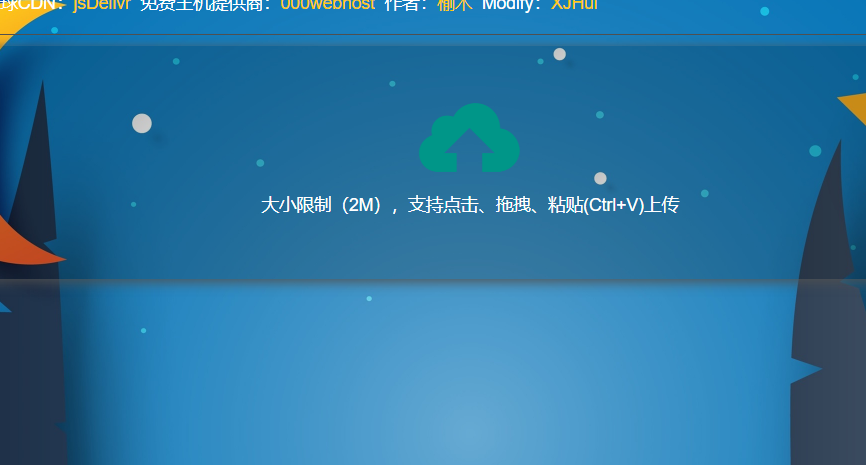 球CDN：jsDelivr 免费主机提供商：000webhost 作者：榆木 Modify：XJHui
大小限制（2M），支持点击、拖拽、粘贴(Ctrl+V)上传